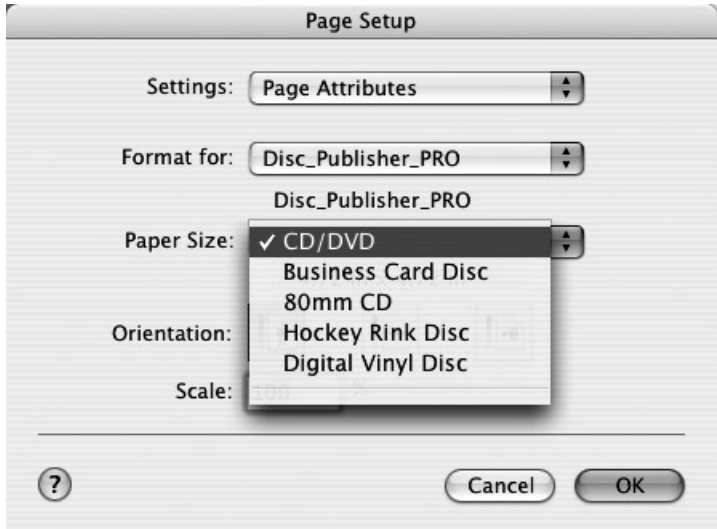 Page Setup
Settings: Page Attributes
Format for: Disc_Publisher_PRO
Disc_Publisher_PRO
Paper Size: ✓ CD/DVD
Business Card Disc
80mm CD
Hockey Rink Disc
Orientation:
Digital Vinyl Disc
Scale: 100 %
? Cancel OK